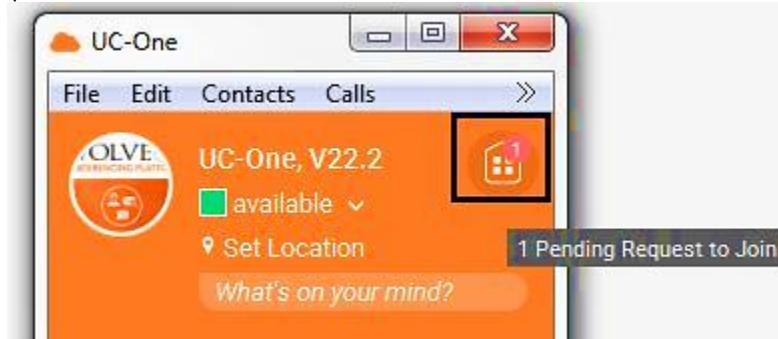 UC-One
File Edit Contacts Calls »
OLVE
UC-One, V22.2
1
available
Set Location
1 Pending Request to Join
What's on your mind?